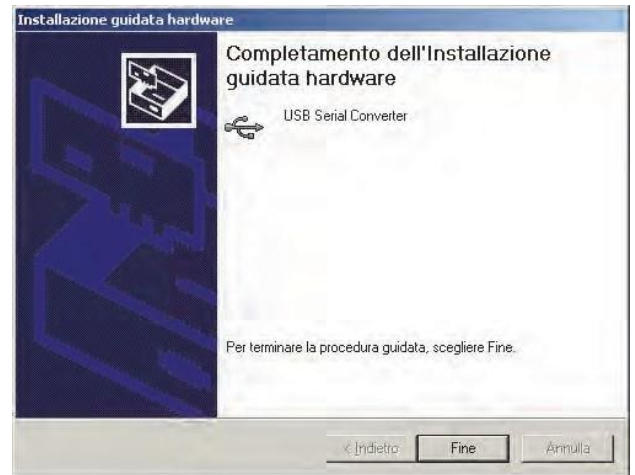 Installazione guidata hardware
Completamento dell'Installazione
guidata hardware
USB Serial Converter
Per terminare la procedura guidata, scegliere Fine.
< Indietro Fine Annulla